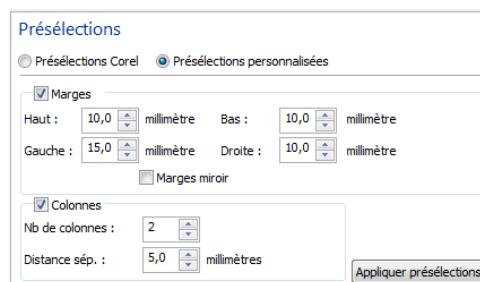 Présélections
Présélections Corel Présélections personnalisées
Marges
Haut : 10,0 millimètre Bas : 10,0 millimètre
Gauche : 15,0 millimètre Droite : 10,0 millimètre
Marges miroir
Colonnes
Nb de colonnes : 2
Distance sép. : 5,0 millimètres
Appliquer présélections